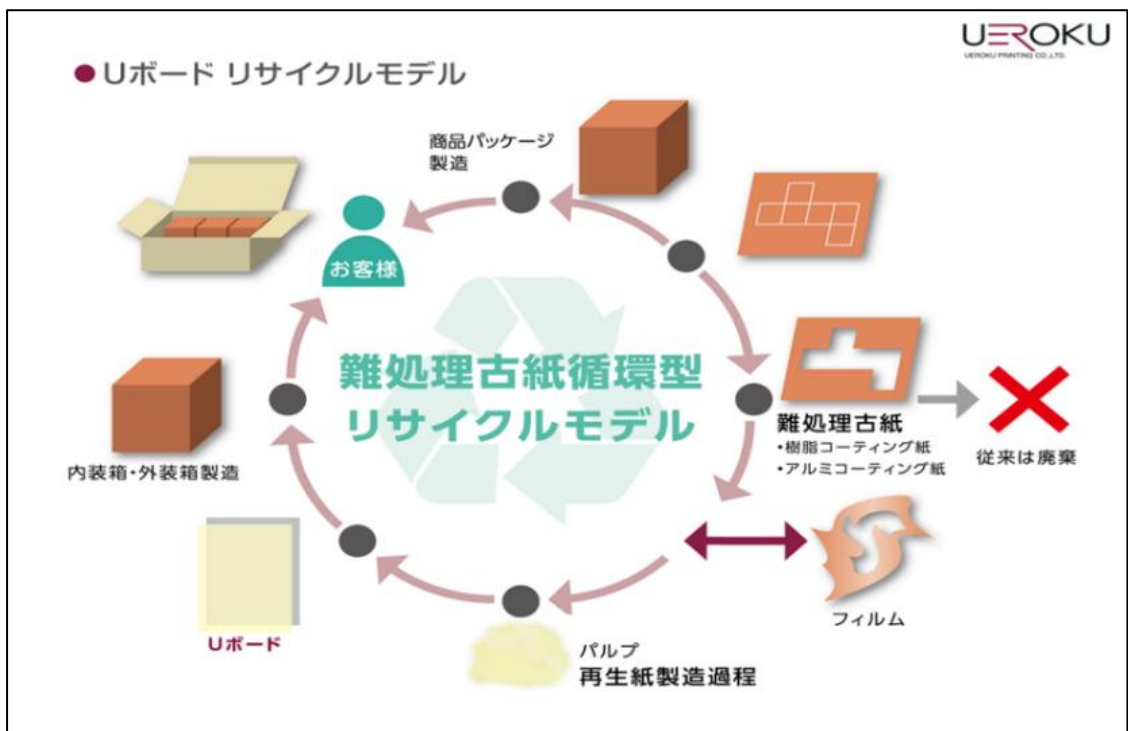 UEROKU
UEROKU PRINTING CO.,LTD.
●Uボード リサイクルモデル
商品パッケージ
製造
お客様
難処理古紙循環型
リサイクルモデル
難処理古紙
・樹脂コーティング紙
・アルミコーティング紙
従来は廃棄
内装箱・外装箱製造
フィルム
Uボード
パルプ
再生紙製造過程